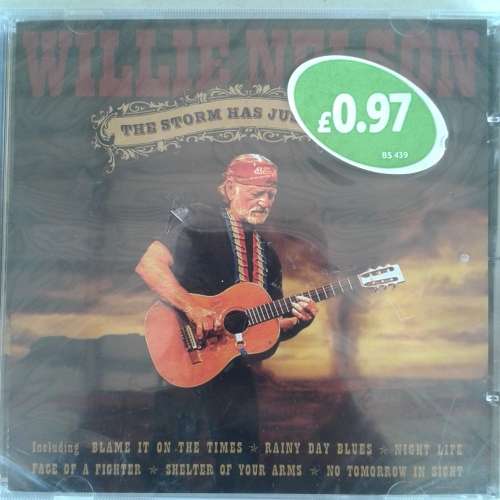 WILLIE NELSON
THE STORM HAS
£0.97
BS 439
Including BLAME IT ON THE TIMES ★ RAINY DAY BLUES ★ NIGHT LIFE
FACE OF A FIGHTER ★ SHELTER OF YOUR ARMS ★ NO TOMORROW IN SIGHT